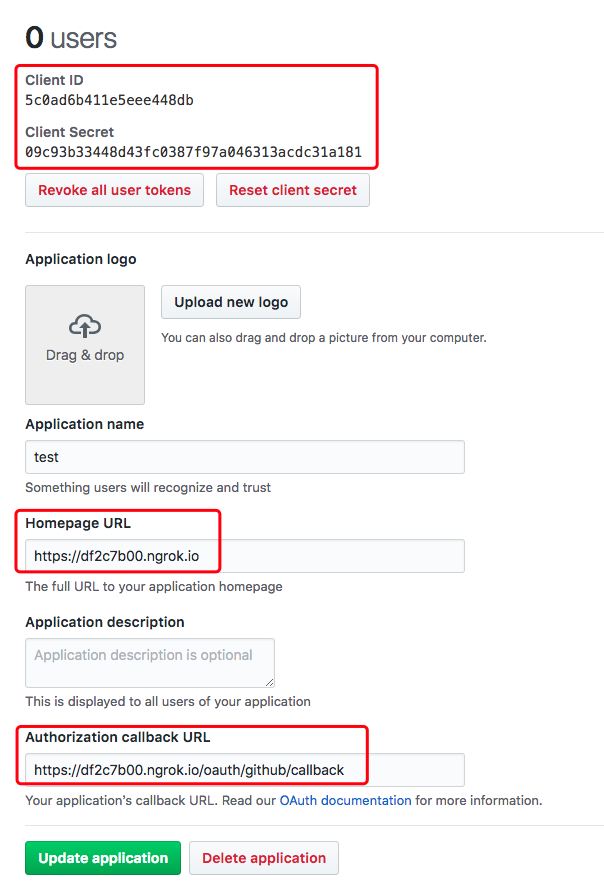 0 users
Client ID
5c0ad6b411e5eee448db
Client Secret
09c93b33448d43fc0387f97a046313acdc31a181
Revoke all user tokens Reset client secret
Application logo
Upload new logo
Drag & drop
You can also drag and drop a picture from your computer.
Application name
test
Something users will recognize and trust
Homepage URL
https://df2c7b00.ngrok.io
The full URL to your application homepage
Application description
Application description is optional
This is displayed to all users of your application
Authorization callback URL
https://df2c7b00.ngrok.io/oauth/github/callback
Your application’s callback URL. Read our OAuth documentation for more information.
Update application Delete application